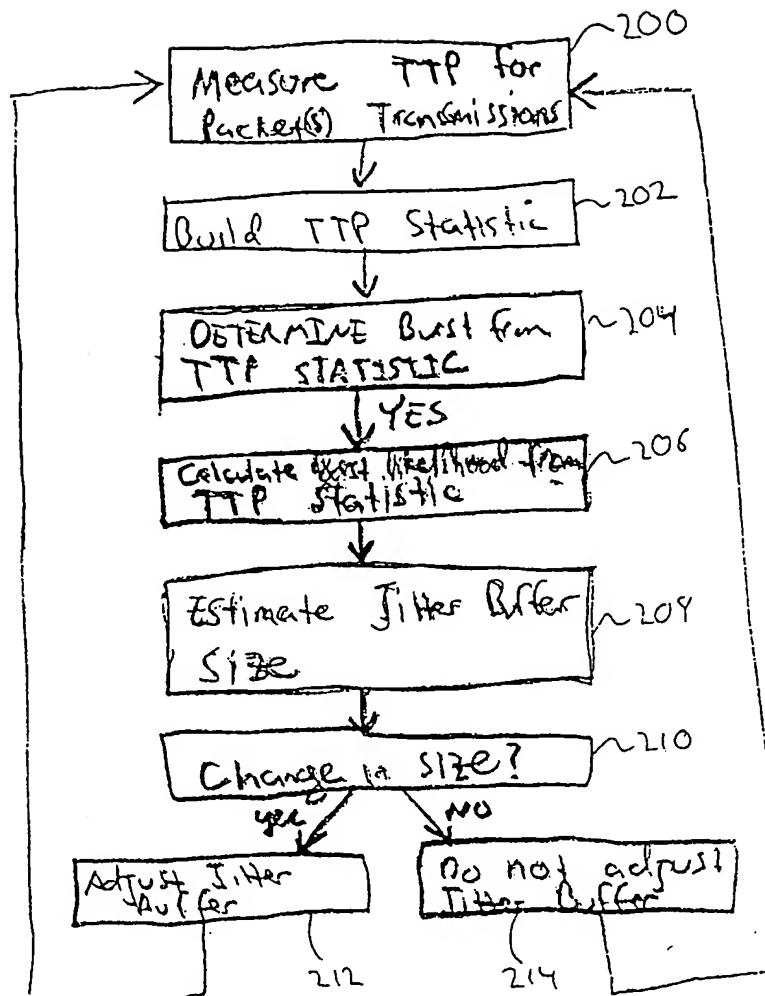 200
Measure TTP for
Packet(s) Transmissions
Build TTP Statistic
202
DETERMINE Burst from
TTP STATISTIC
204
YES
Calculate burst likelihood from
TTP Statistic
206
Estimate Jitter Buffer
Size
209
Change in Size?
210
yes
NO
Adjust Jitter
Buffer
Do not adjust
Jitter Buffer
212
214